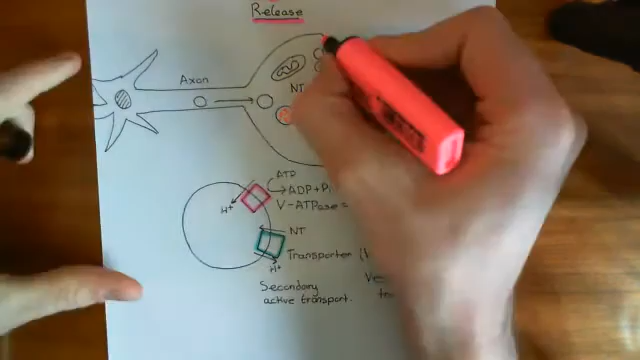 Release
Axon
NT
ATP
ADP+Pi
H+
V-ATPase =
NT
Transporter (
H+
Secondary
active transport.